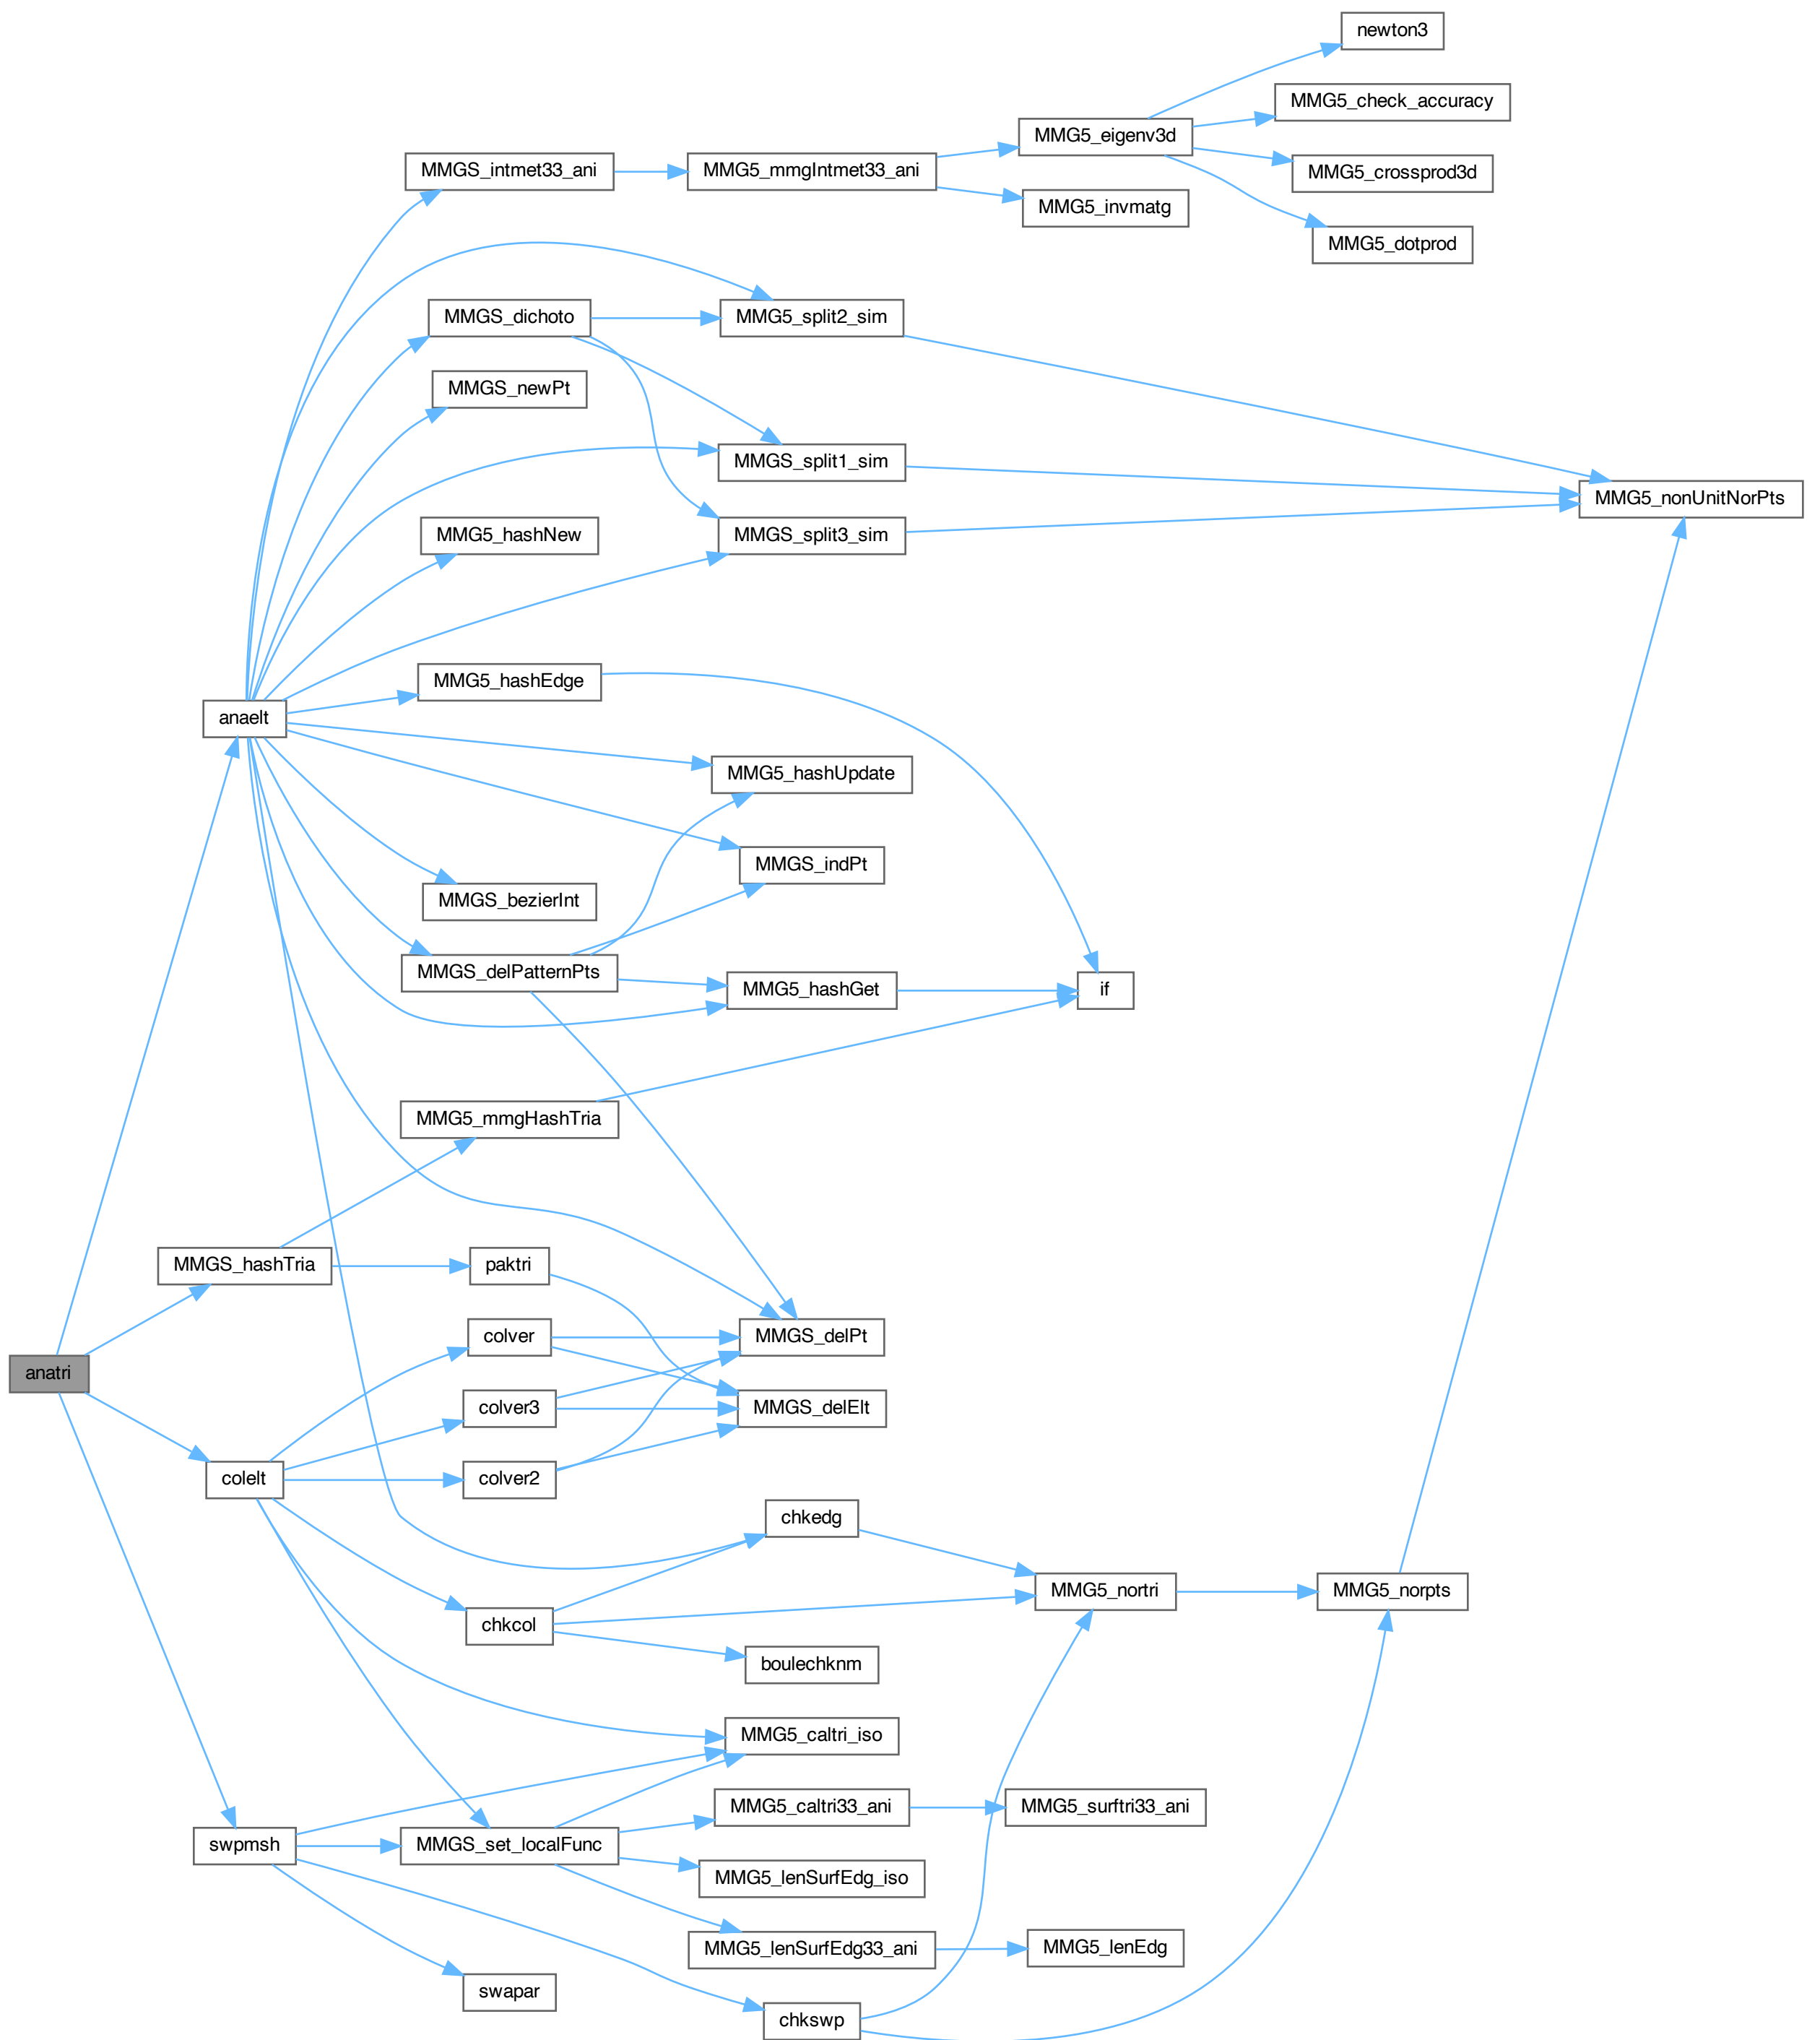 newton3
MMG5_check_accuracy
MMG5_eigenv3d
MMGS_intmet33_ani
MMG5_mmgIntmet33_ani
MMG5_crossprod3d
MMG5_invmatg
MMG5_dotprod
MMGS_dichoto
MMG5_split2_sim
MMGS_newPt
MMGS_split1_sim
MMG5_nonUnitNorPts
MMG5_hashNew
MMGS_split3_sim
MMG5_hashEdge
anaelt
MMG5_hashUpdate
MMGS_indPt
MMGS_bezierInt
MMGS_delPatternPts
MMG5_hashGet
if
MMG5_mmgHashTria
MMGS_hashTria
paktri
colver
MMGS_delPt
anatri
colver3
MMGS_delElt
colelt
colver2
chkedg
MMG5_nortri
MMG5_norpts
chkcol
boulechknm
MMG5_caltri_iso
MMG5_caltri33_ani
MMG5_surftri33_ani
swpmsh
MMGS_set_localFunc
MMG5_lenSurfEdg_iso
MMG5_lenSurfEdg33_ani
MMG5_lenEdg
swapar
chkswp